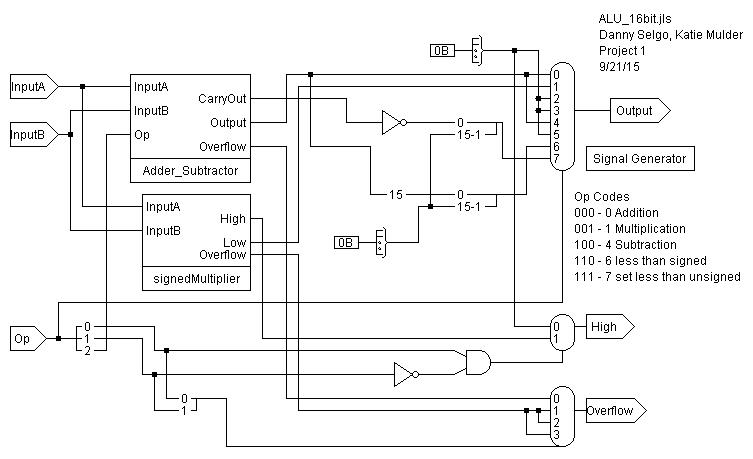 ALU_16bit.jls
Danny Selgo, Katie Mulder
Project 1
9/21/15
0B
InputA
InputB
InputA
InputB
Op
CarryOut
Output
Overflow
Adder_Subtractor
0
15-1
0
1
2
3
4
5
6
7
Output
Signal Generator
15
0
15-1
InputA
InputB
High
Low
Overflow
signedMultiplier
0B
Op Codes
000 - 0 Addition
001 - 1 Multiplication
100 - 4 Subtraction
110 - 6 less than signed
111 - 7 set less than unsigned
Op
0
1
2
0
1
High
0
1
0
1
2
3
Overflow